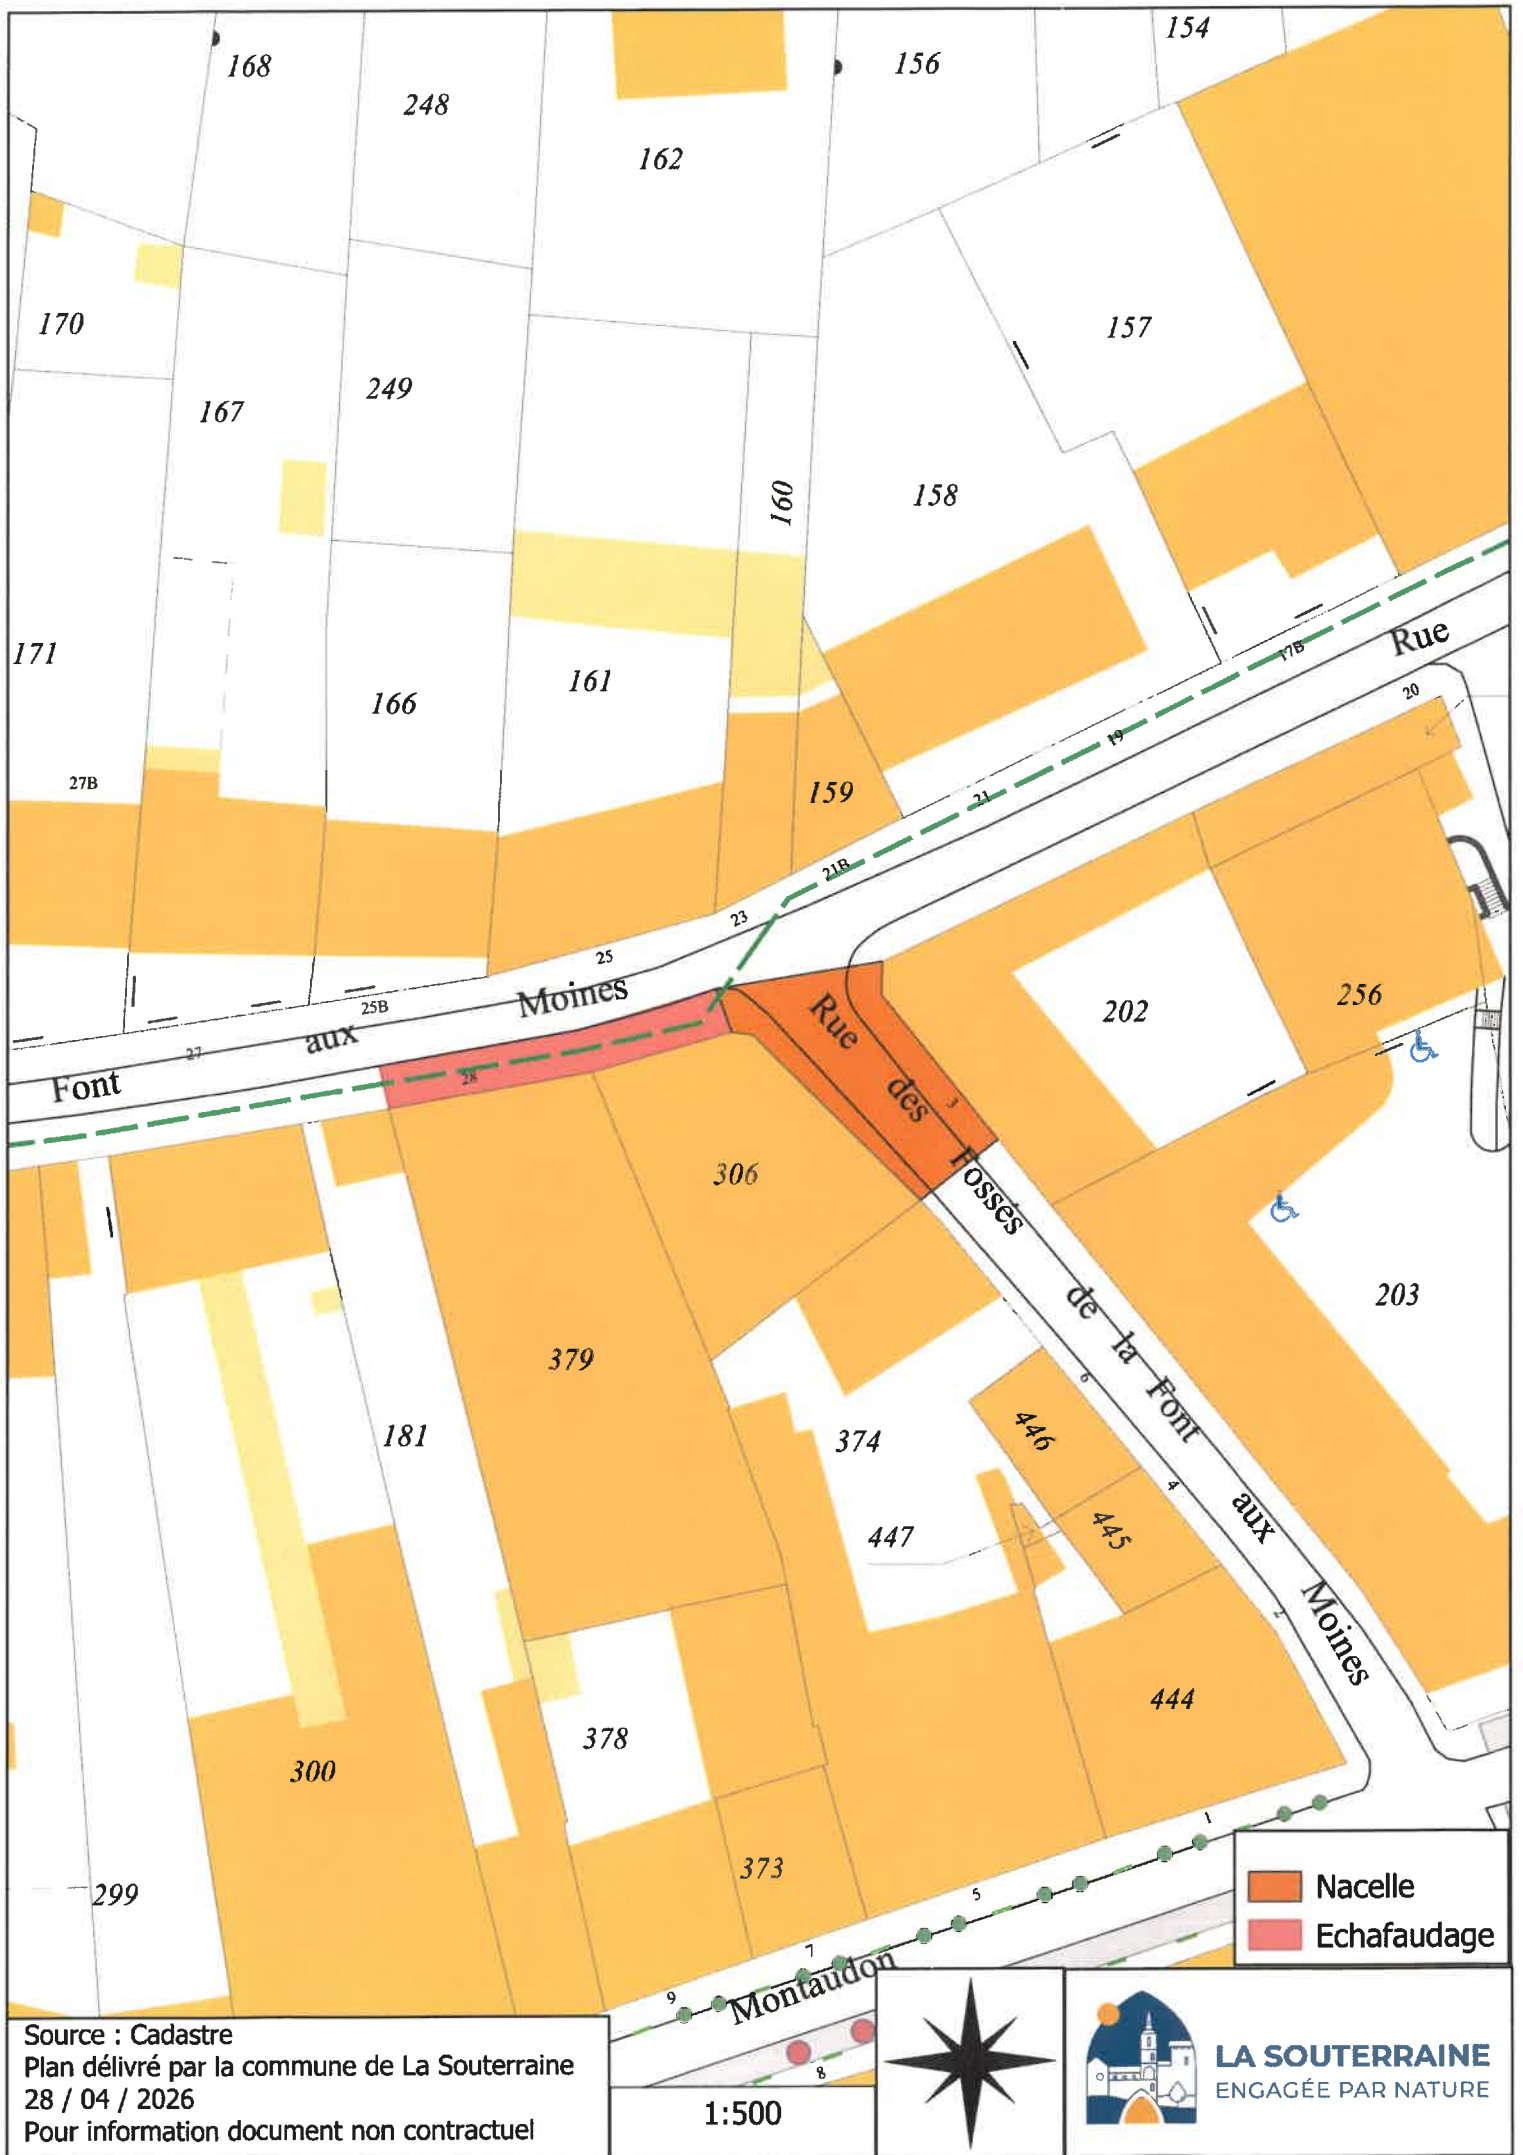 168
248
162
156
154
170
167
249
160
158
157
171
166
161
27B
159
17B
Rue
20
19
21
21B
23
25
25B
27
Font aux Moines
28
Rue des Fossés de la Font aux Moines
3
202
256
306
203
379
181
374
446
6
447
445
4
2
378
444
300
373
299
1
5
7
9
Montaudon
8
Nacelle
Echafaudage
Source : Cadastre
Plan délivré par la commune de La Souterraine
28 / 04 / 2026
Pour information document non contractuel
1:500
LA SOUTERRAINE
ENGAGÉE PAR NATURE